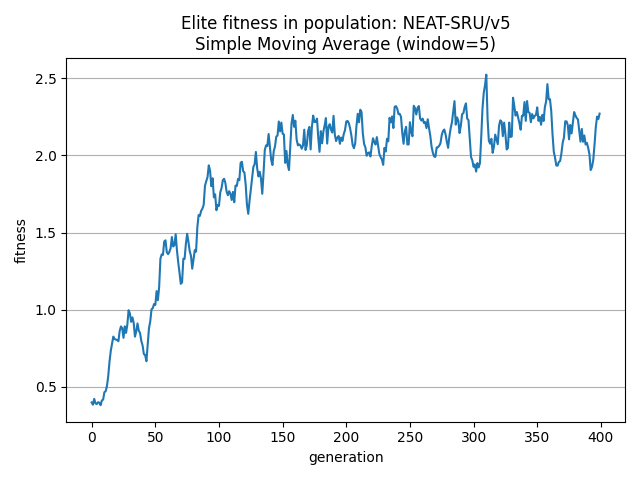 Elite fitness in population: NEAT-SRU/v5
Simple Moving Average (window=5)
fitness
2.5
2.0
1.5
1.0
0.5
0 50 100 150 200 250 300 350 400
generation